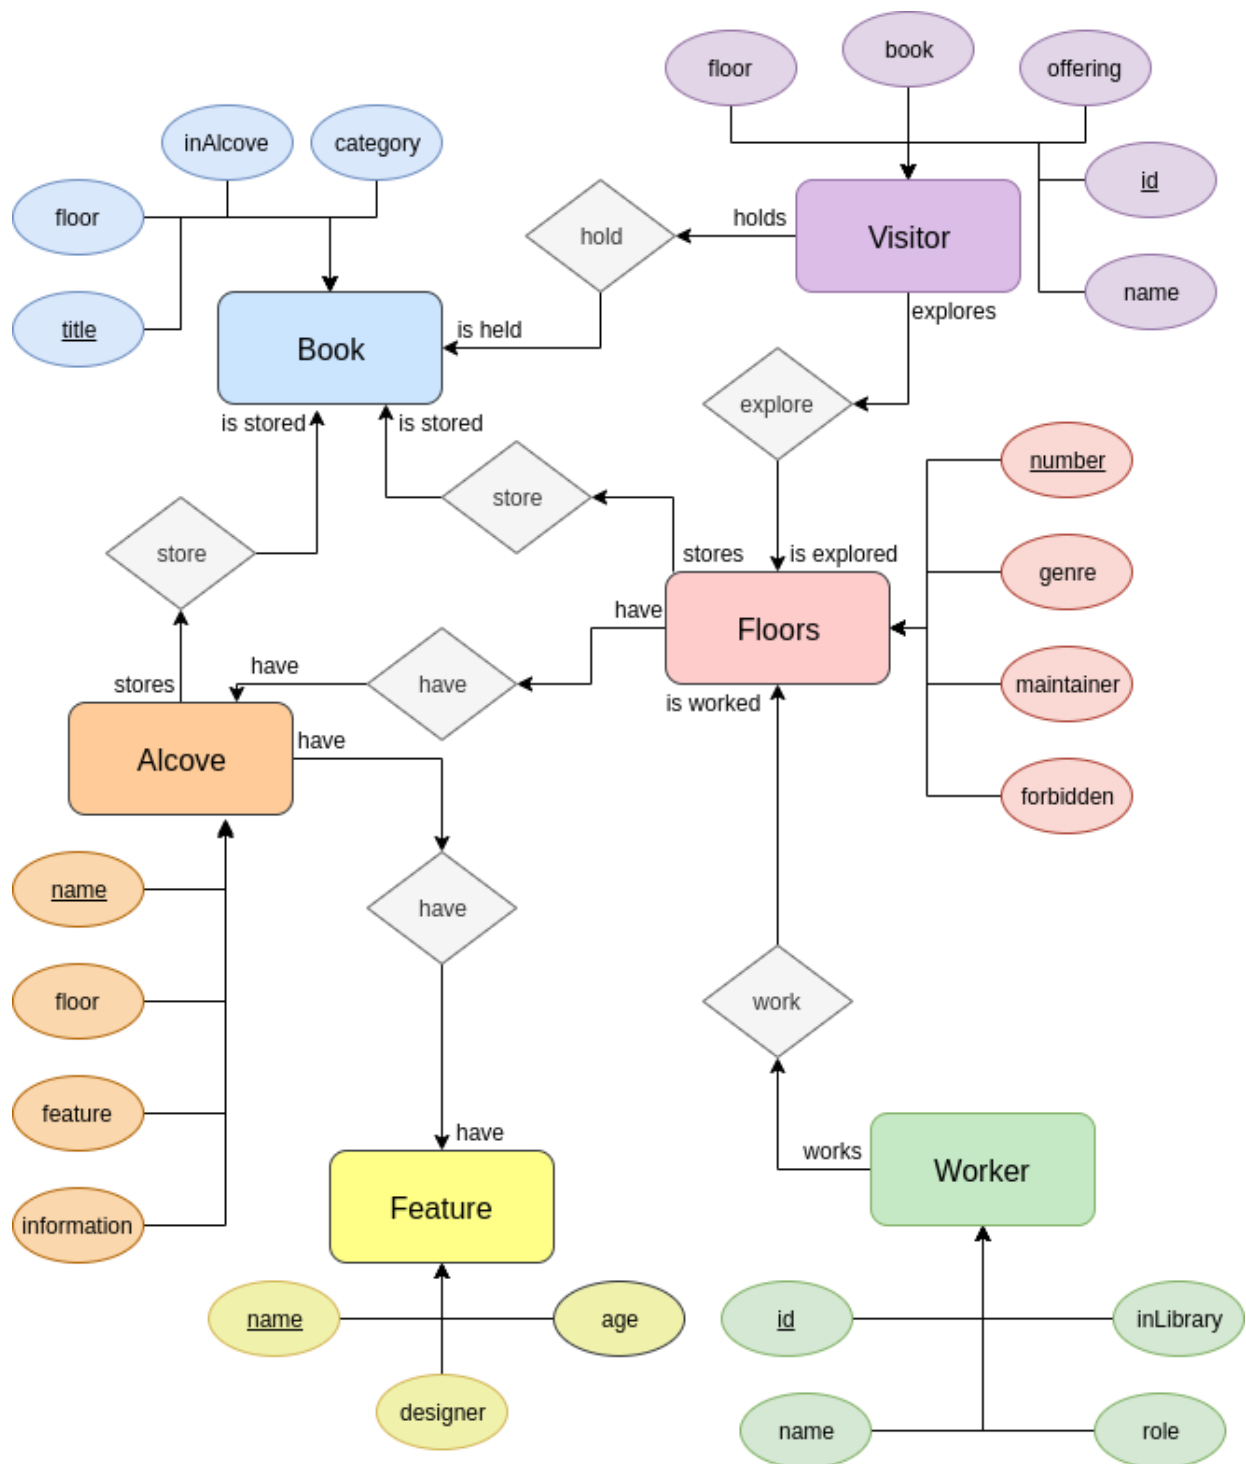 book
floor
offering
inAlcove
category
id
floor
holds
hold
Visitor
name
explores
title
is held
Book
explore
is stored
is stored
number
store
store
stores
is explored
genre
have
Floors
have
have
maintainer
stores
is worked
have
Alcove
forbidden
name
have
floor
work
feature
have
works
Worker
Feature
information
name
age
id
inLibrary
designer
name
role